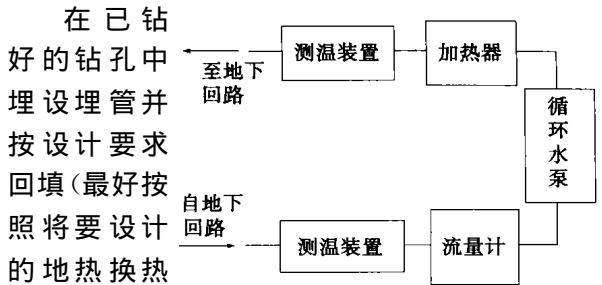 在已钻
好的钻孔中
埋设埋管并
按设计要求
回填(最好按
照将要设计
的地热换热
测温装置
加热器
至地下
回路
循
环
水
泵
自地下
回路
测温装置
流量计